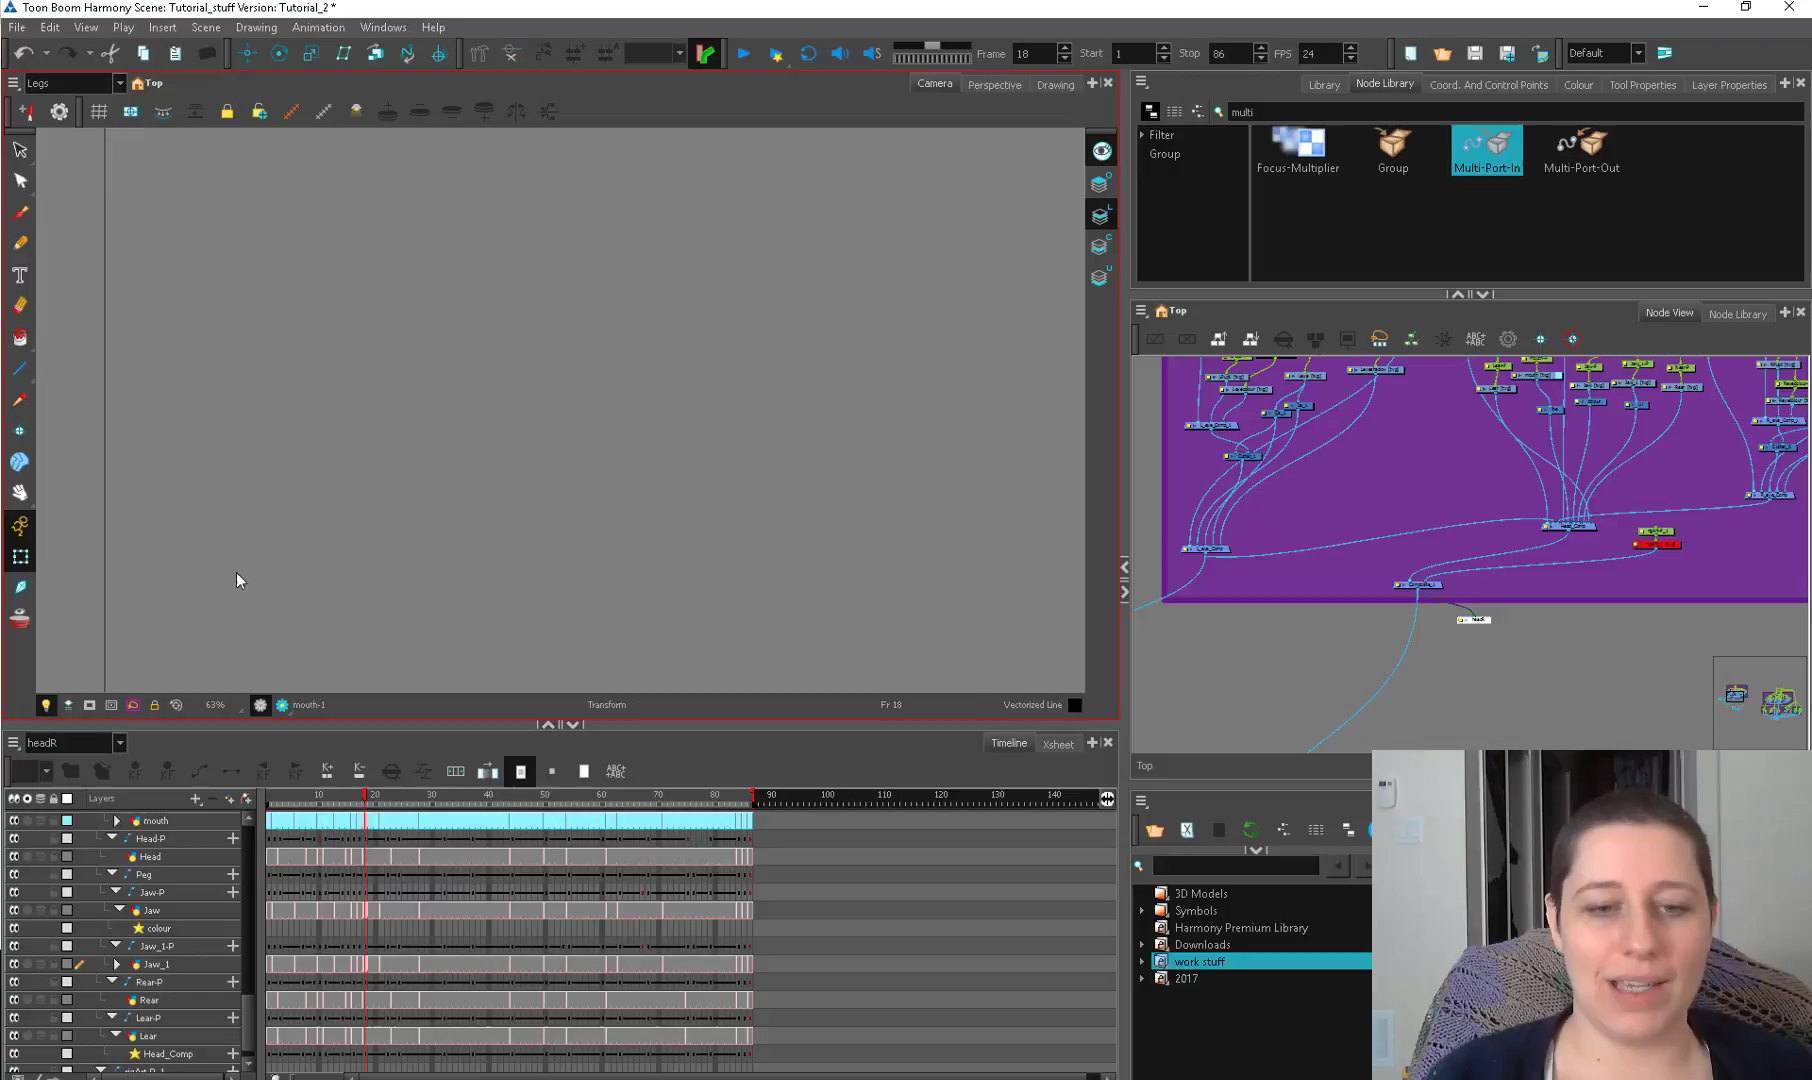 Toon Boom Harmony Scene: Tutorial_stuff Version: Tutorial_2 *
File Edit View Play Insert Scene Drawing Animation Windows Help
Frame 18 Start 1 Stop 86 FPS 24 Default
Legs Top Camera Perspective Drawing
Library Node Library Coord. And Control Points Colour Tool Properties Layer Properties
multi
Filter
Group
Focus-Multiplier Group Multi-Port-In Multi-Port-Out
Top Node View Node Library
63% mouth-1 Transform Fr 18 Vectorized Line
headR Timeline Xsheet
Top
Layers 10 20 30 40 50 60 70 80 90 100 110 120 130 140
mouth
Head-P
Head
Peg
Jaw-P
Jaw
colour
Jaw_1-P
Jaw_1
Rear-P
Rear
Lear-P
Lear
Head_Comp
3D Models
Symbols
Harmony Premium Library
Downloads
work stuff
2017